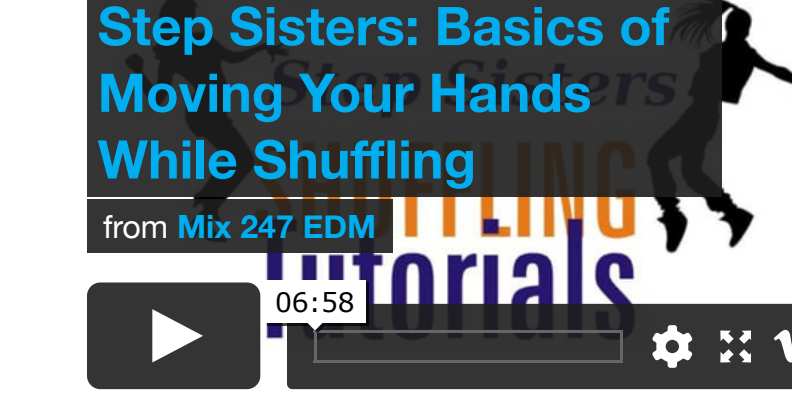 Step Sisters: Basics of
Moving Your Hands
While Shuffling
from Mix 247 EDM
Step Sisters
SHUFFLING
Tutorials
06:58